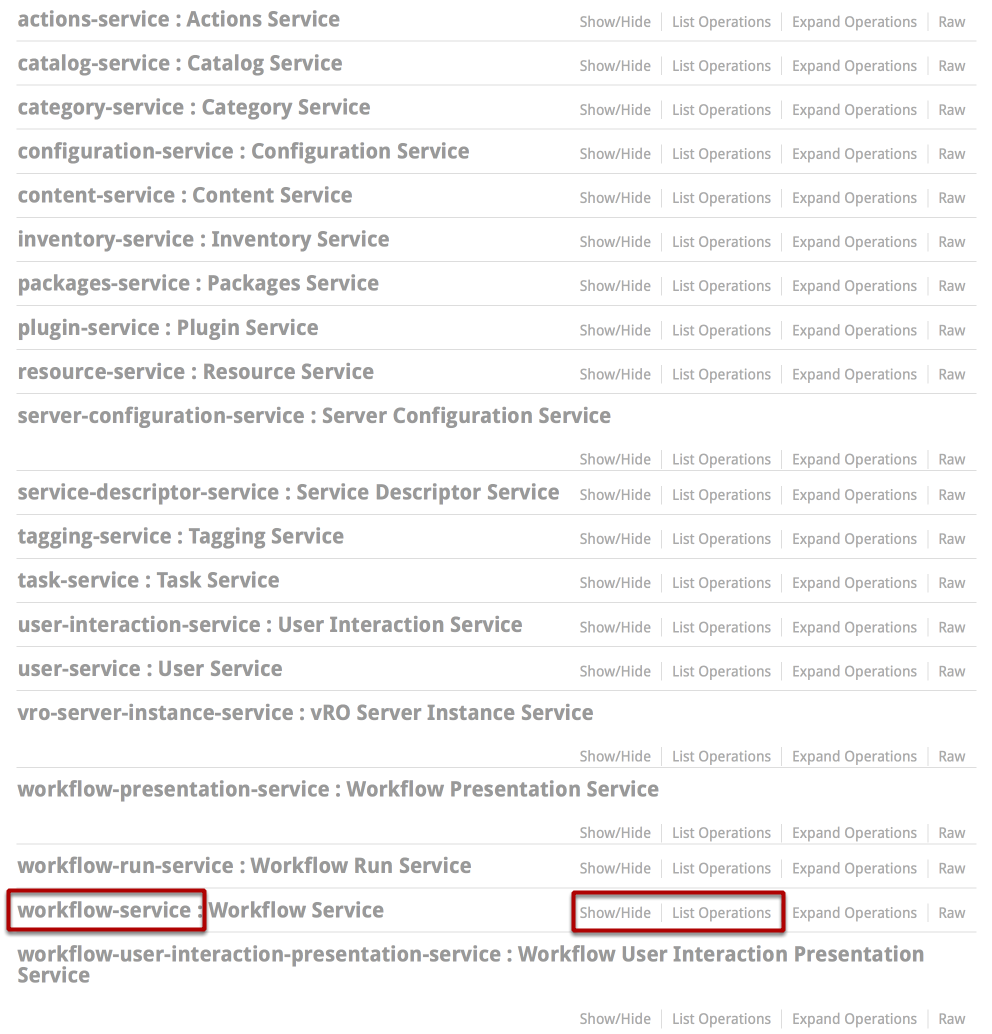 actions-service : Actions Service Show/Hide List Operations Expand Operations Raw
catalog-service : Catalog Service Show/Hide List Operations Expand Operations Raw
category-service : Category Service Show/Hide List Operations Expand Operations Raw
configuration-service : Configuration Service Show/Hide List Operations Expand Operations Raw
content-service : Content Service Show/Hide List Operations Expand Operations Raw
inventory-service : Inventory Service Show/Hide List Operations Expand Operations Raw
packages-service : Packages Service Show/Hide List Operations Expand Operations Raw
plugin-service : Plugin Service Show/Hide List Operations Expand Operations Raw
resource-service : Resource Service Show/Hide List Operations Expand Operations Raw
server-configuration-service : Server Configuration Service
Show/Hide List Operations Expand Operations Raw
service-descriptor-service : Service Descriptor Service Show/Hide List Operations Expand Operations Raw
tagging-service : Tagging Service Show/Hide List Operations Expand Operations Raw
task-service : Task Service Show/Hide List Operations Expand Operations Raw
user-interaction-service : User Interaction Service Show/Hide List Operations Expand Operations Raw
user-service : User Service Show/Hide List Operations Expand Operations Raw
vro-server-instance-service : vRO Server Instance Service
Show/Hide List Operations Expand Operations Raw
workflow-presentation-service : Workflow Presentation Service
Show/Hide List Operations Expand Operations Raw
workflow-run-service : Workflow Run Service Show/Hide List Operations Expand Operations Raw
workflow-service : Workflow Service Show/Hide List Operations Expand Operations Raw
workflow-user-interaction-presentation-service : Workflow User Interaction Presentation
Service
Show/Hide List Operations Expand Operations Raw